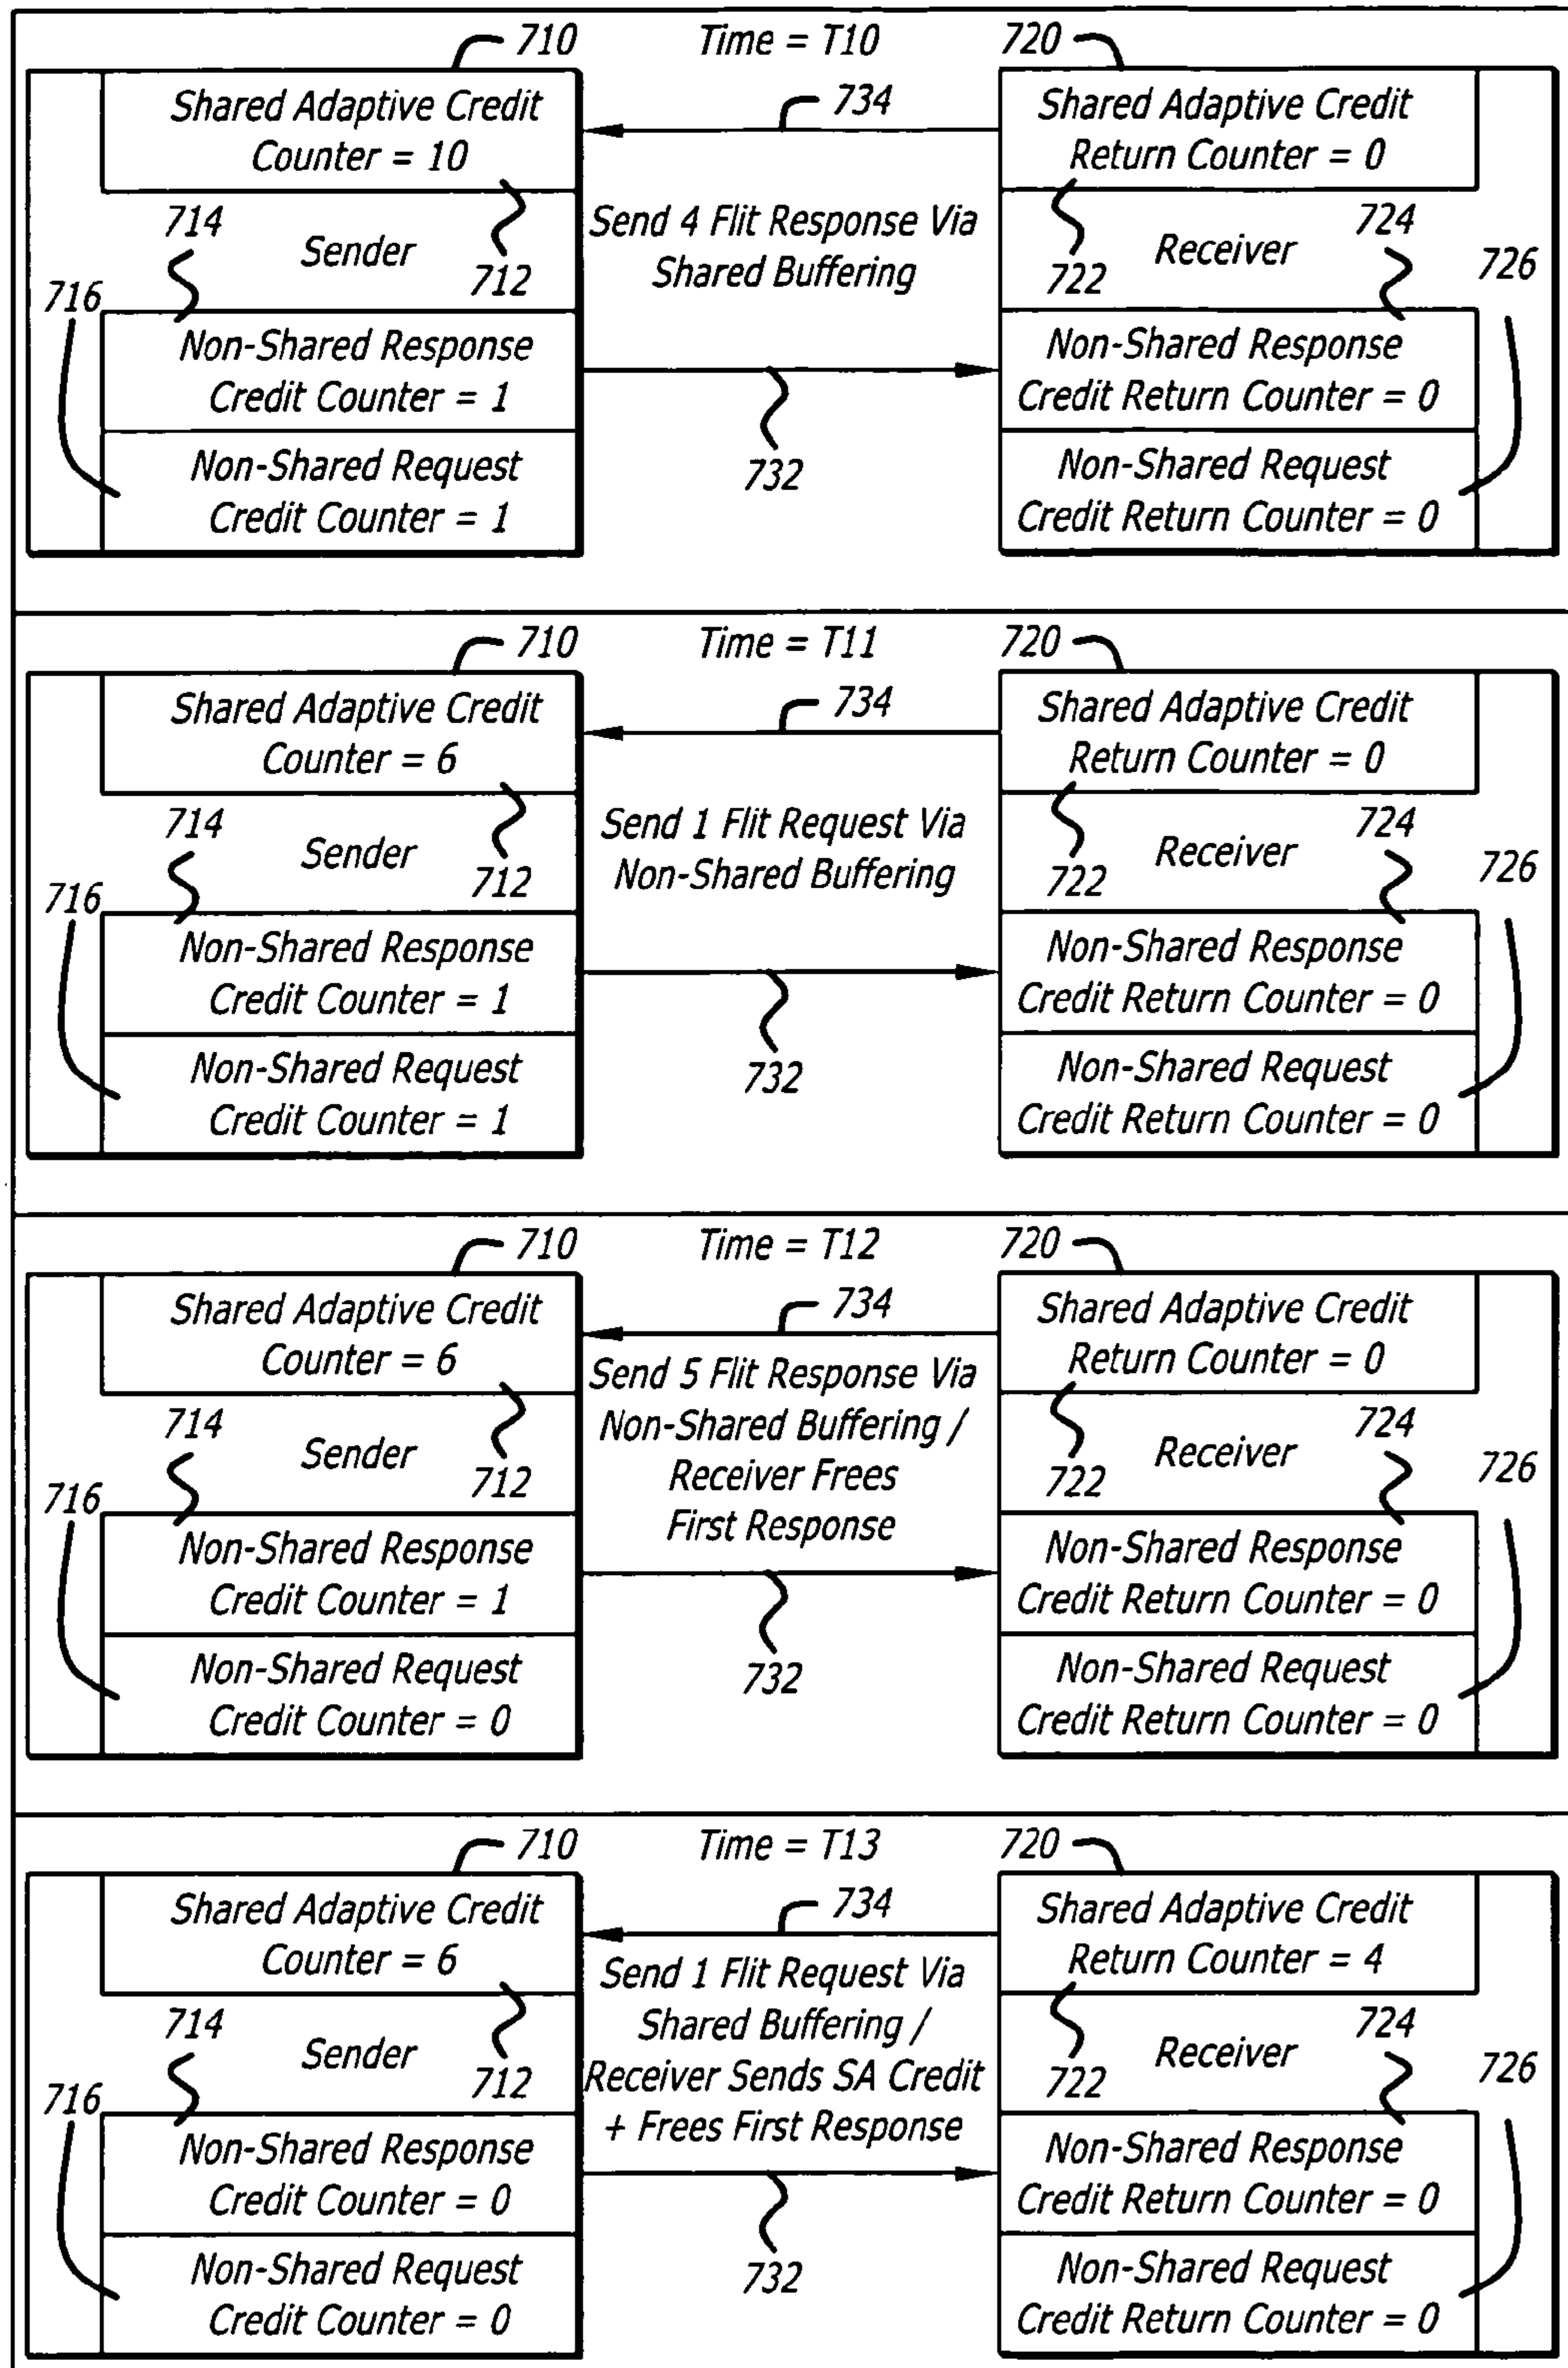 710
Time = T10
720
Shared Adaptive Credit
Counter = 10
734
Shared Adaptive Credit
Return Counter = 0
714
Sender
712
Send 4 Flit Response Via
Shared Buffering
722
Receiver
724
726
716
Non-Shared Response
Credit Counter = 1
Non-Shared Response
Credit Return Counter = 0
Non-Shared Request
Credit Counter = 1
732
Non-Shared Request
Credit Return Counter = 0
710
Time = T11
720
Shared Adaptive Credit
Counter = 6
734
Shared Adaptive Credit
Return Counter = 0
714
Sender
712
Send 1 Flit Request Via
Non-Shared Buffering
722
Receiver
724
726
716
Non-Shared Response
Credit Counter = 1
Non-Shared Response
Credit Return Counter = 0
Non-Shared Request
Credit Counter = 1
732
Non-Shared Request
Credit Return Counter = 0
710
Time = T12
720
Shared Adaptive Credit
Counter = 6
734
Shared Adaptive Credit
Return Counter = 0
714
Sender
712
Send 5 Flit Response Via
Non-Shared Buffering /
Receiver Frees
First Response
722
Receiver
724
726
716
Non-Shared Response
Credit Counter = 1
Non-Shared Response
Credit Return Counter = 0
Non-Shared Request
Credit Counter = 0
732
Non-Shared Request
Credit Return Counter = 0
710
Time = T13
720
Shared Adaptive Credit
Counter = 6
734
Shared Adaptive Credit
Return Counter = 4
714
Sender
712
Send 1 Flit Request Via
Shared Buffering /
Receiver Sends SA Credit
+ Frees First Response
722
Receiver
724
726
716
Non-Shared Response
Credit Counter = 0
Non-Shared Response
Credit Return Counter = 0
Non-Shared Request
Credit Counter = 0
732
Non-Shared Request
Credit Return Counter = 0